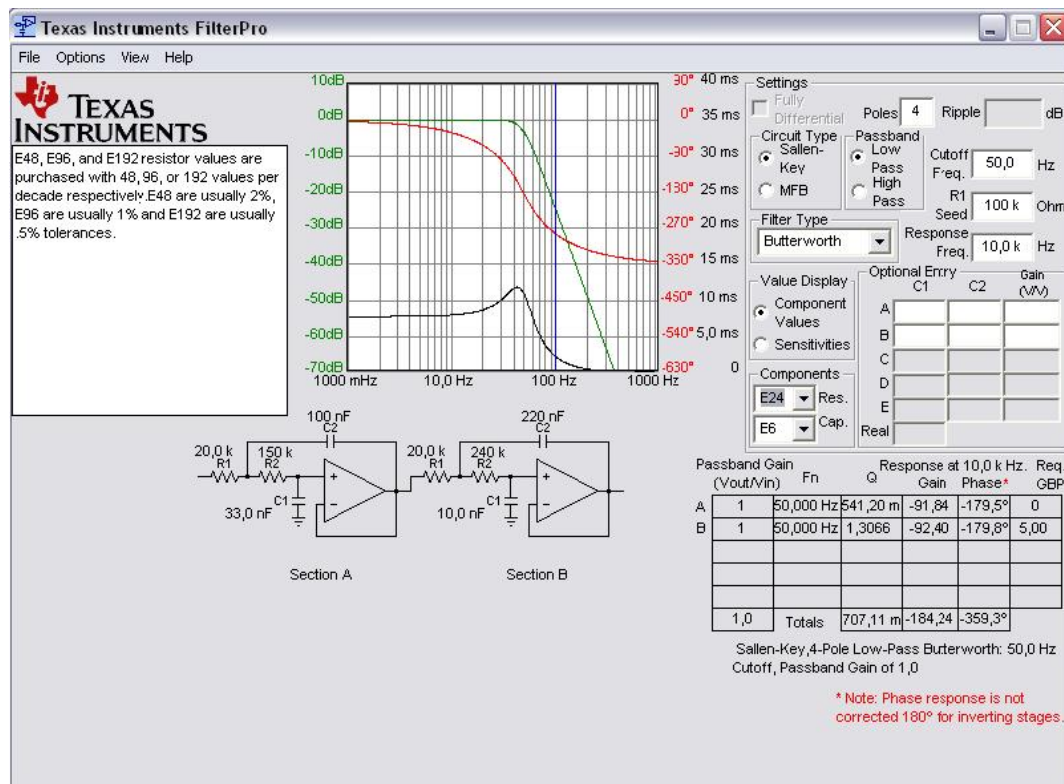 Texas Instruments FilterPro
File Options View Help
TEXAS
INSTRUMENTS
E48, E96, and E192 resistor values are
purchased with 48, 96, or 192 values per
decade respectively.E48 are usually 2%,
E96 are usually 1% and E192 are usually
.5% tolerances.
10dB
0dB
-10dB
-20dB
-30dB
-40dB
-50dB
-60dB
-70dB
1000 mHz 10,0 Hz 100 Hz 1000 Hz
30° 40 ms
0° 35 ms
-30° 30 ms
-130° 25 ms
-270° 20 ms
-330° 15 ms
-450° 10 ms
-540° 5,0 ms
-630° 0
Settings
Fully
Differential
Poles 4 Ripple dB
Circuit Type
Sallen-
Key
MFB
Passband
Low
Pass
High
Pass
Cutoff
Freq. 50,0 Hz
R1
Seed 100 k Ohm
Response
Freq. 10,0 k Hz
Filter Type
Butterworth
Value Display
Component
Values
Sensitivities
Components
E24 Res.
E6 Cap.
Optional Entry
C1 C2 Gain
(V/V)
A
B
C
D
E
Real
100 nF
C2
20,0 k 150 k
R1 R2
C1
33,0 nF
+
-
Section A
220 nF
C2
20,0 k 240 k
R1 R2
C1
10,0 nF
+
-
Section B
Passband Gain
(Vout/Vin) Fn Q Response at 10,0 k Hz. Req
Gain Phase* GBP
A 1 50,000 Hz 541,20 m -91,84 -179,5° 0
B 1 50,000 Hz 1,3066 -92,40 -179,8° 5,00
1,0 Totals 707,11 m -184,24 -359,3°
Sallen-Key,4-Pole Low-Pass Butterworth: 50,0 Hz
Cutoff, Passband Gain of 1,0
* Note: Phase response is not
corrected 180° for inverting stages.